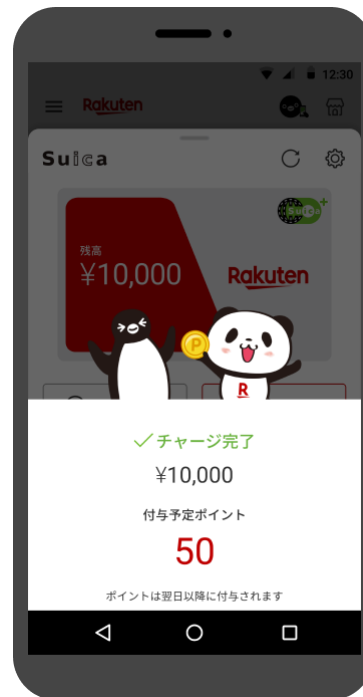 12:30
Rakuten
Suica
Suica
残高
¥10,000
Rakuten
P
R
チャージ完了
¥10,000
付与予定ポイント
50
ポイントは翌日以降に付与されます